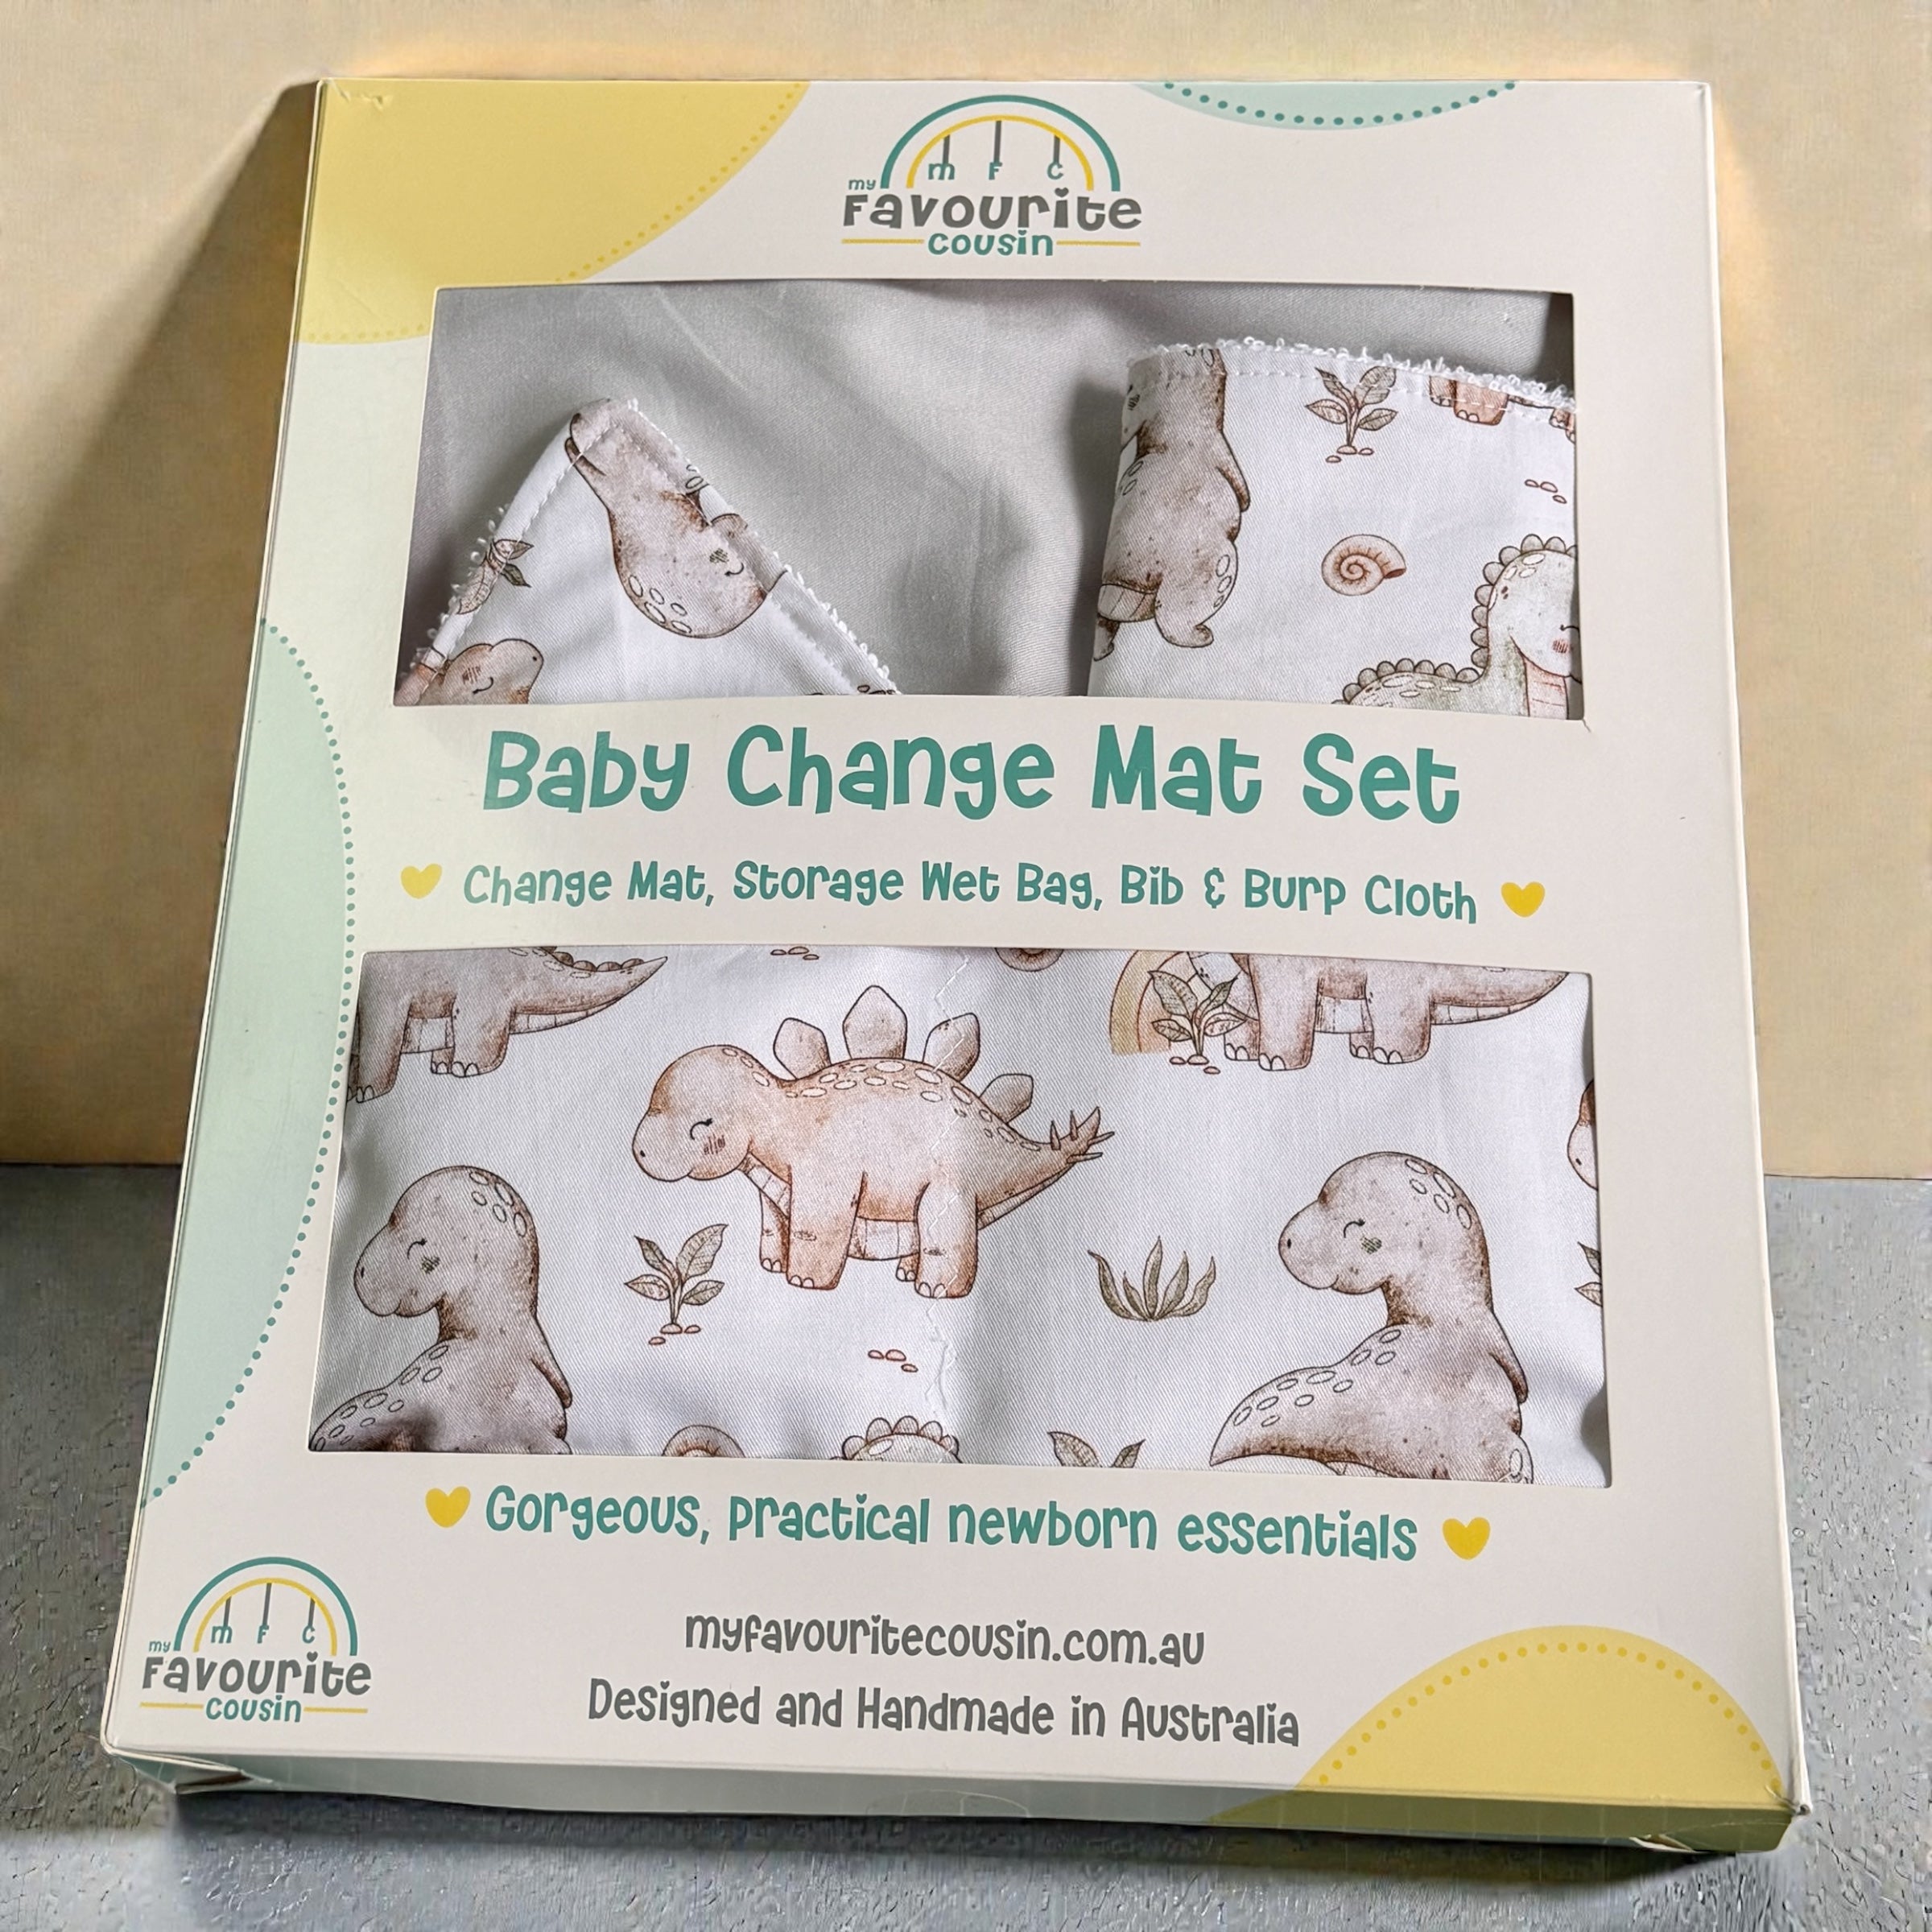 m F C
my
Favourite
cousin
Baby Change Mat Set
Change Mat, Storage Wet Bag, Bib & Burp Cloth
Gorgeous, practical newborn essentials
m F C
my
Favourite
cousin
myfavouritecousin.com.au
Designed and Handmade in Australia